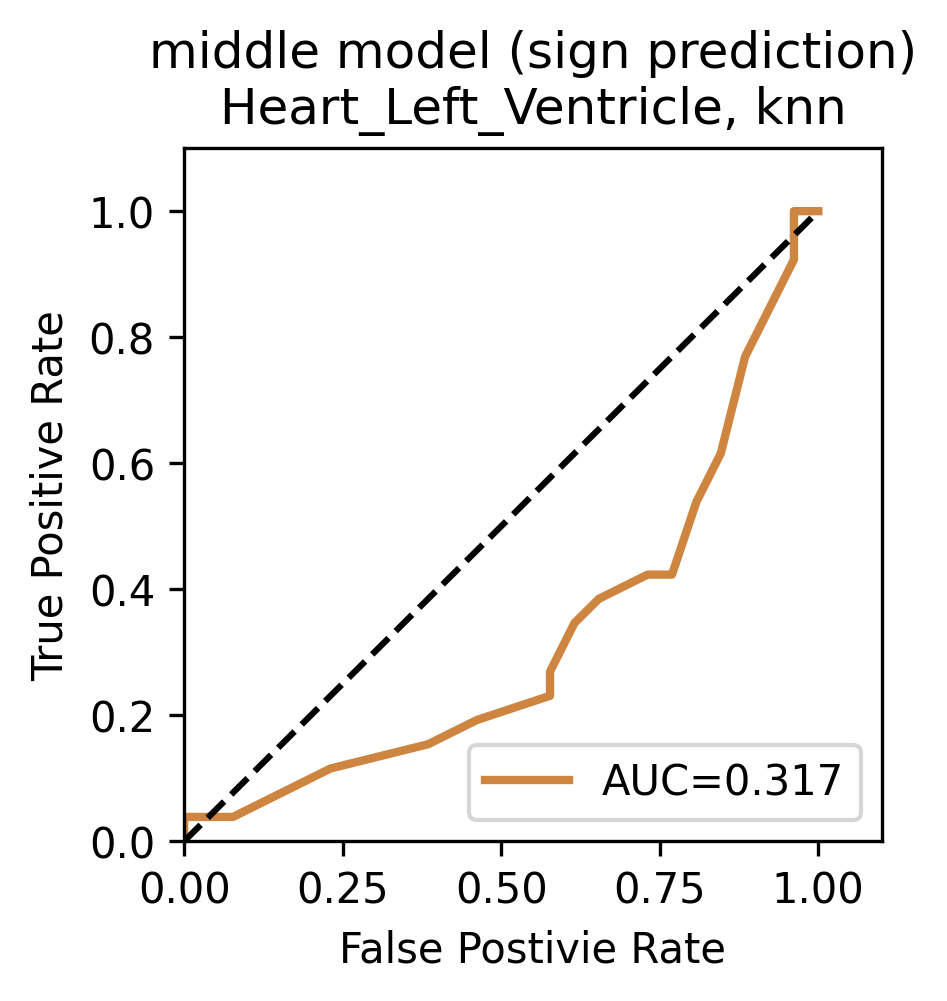 middle model (sign prediction)
Heart_Left_Ventricle, knn
True Positive Rate
1.0
0.8
0.6
0.4
0.2
0.0
AUC=0.317
0.00 0.25 0.50 0.75 1.00
False Postivie Rate